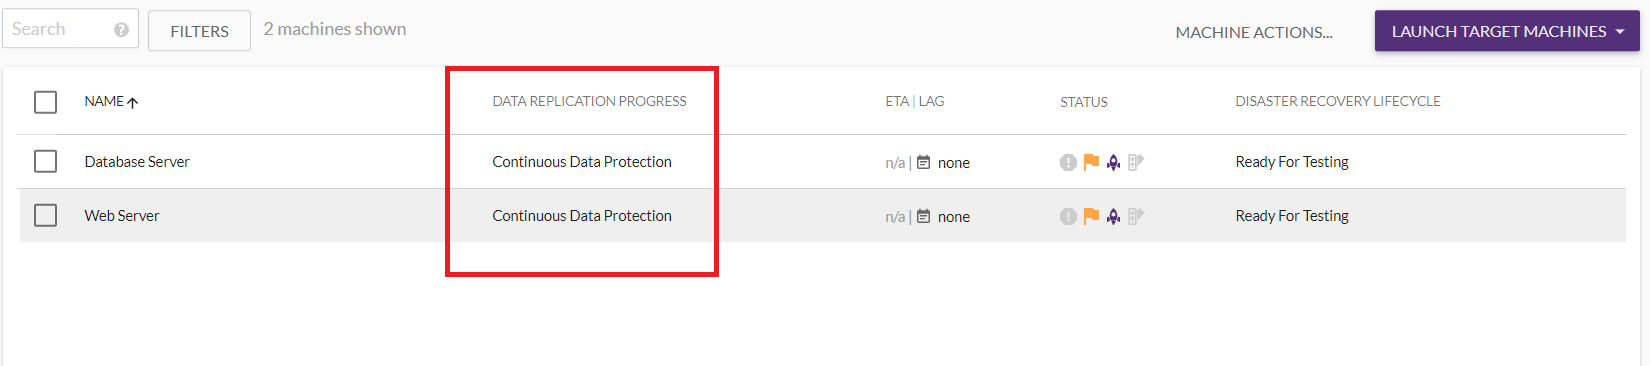 Search
FILTERS
2 machines shown
MACHINE ACTIONS...
LAUNCH TARGET MACHINES
NAME
DATA REPLICATION PROGRESS
ETA | LAG
STATUS
DISASTER RECOVERY LIFECYCLE
Database Server
Continuous Data Protection
n/a | none
Ready For Testing
Web Server
Continuous Data Protection
n/a | none
Ready For Testing